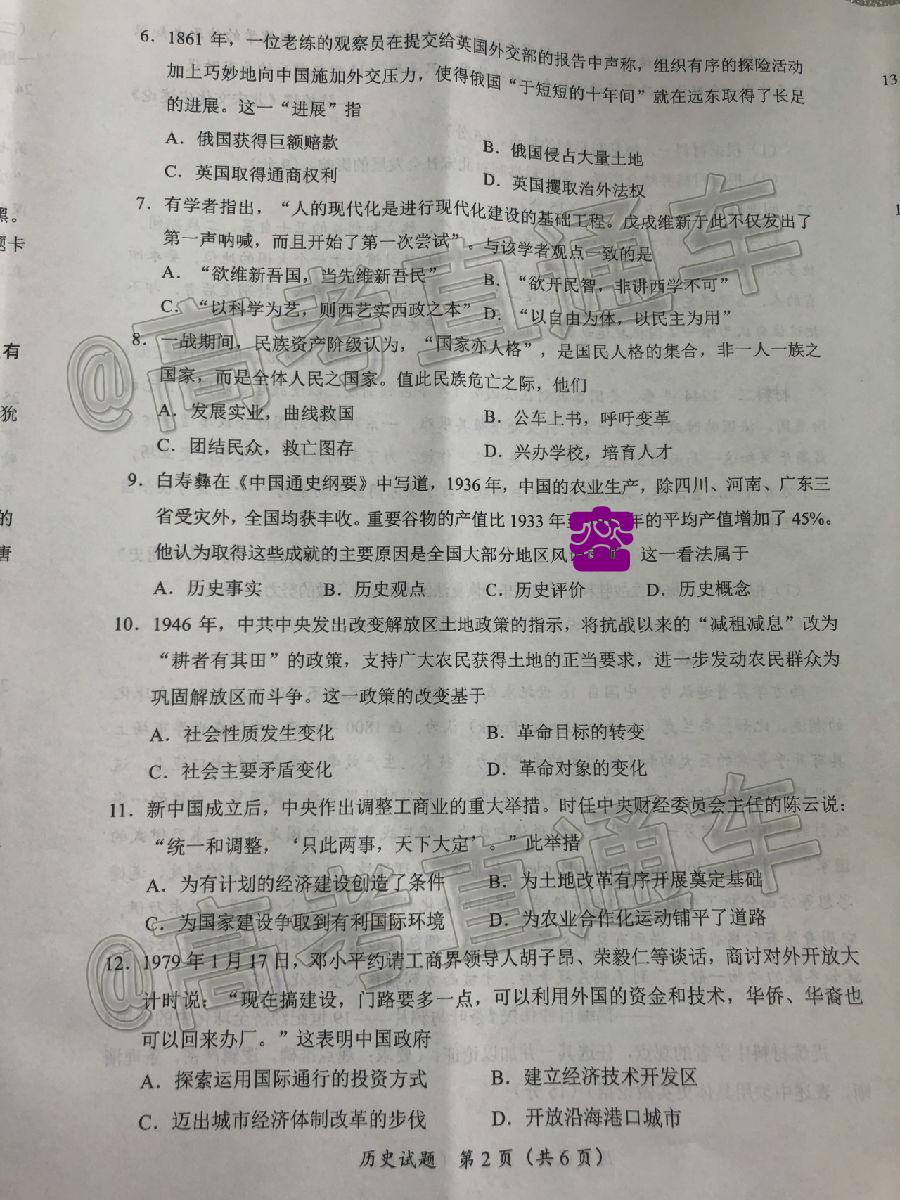 6. 1861 年，一位老练的观察员在提交给英国外交部的报告中声称，组织有序的探险活动
加上巧妙地向中国施加外交压力，使得俄国“于短短的十年间”就在远东取得了长足
的进展。这一“进展”指
A．俄国获得巨额赔款 B．俄国侵占大量土地
C．英国取得通商权利 D．英国攫取治外法权
7．有学者指出，“人的现代化是进行现代化建设的基础工程。戊戌维新于此不仅发出了
第一声呐喊，而且开始了第一次尝试”。与该学者观点一致的是
A．“欲维新吾国，当先维新吾民” B．“欲开民智，非讲西学不可”
C．“以科学为艺，则西艺实西政之本” D．“以自由为体，以民主为用”
8．一战期间，民族资产阶级认为，“国家亦人格”，是国民人格的集合，非一人一族之
国家，而是全体人民之国家。值此民族危亡之际，他们
A．发展实业，曲线救国 B．公车上书，呼吁变革
C．团结民众，救亡图存 D．兴办学校，培育人才
9．白寿彝在《中国通史纲要》中写道，1936 年，中国的农业生产，除四川、河南、广东三
省受灾外，全国均获丰收。重要谷物的产值比 1933 年 年的平均产值增加了 45%。
他认为取得这些成就的主要原因是全国大部分地区风 这一看法属于
A．历史事实 B．历史观点 C．历史评价 D．历史概念
10．1946 年，中共中央发出改变解放区土地政策的指示，将抗战以来的“减租减息”改为
“耕者有其田”的政策，支持广大农民获得土地的正当要求，进一步发动农民群众为
巩固解放区而斗争。这一政策的改变基于
A．社会性质发生变化 B．革命目标的转变
C．社会主要矛盾变化 D．革命对象的变化
11．新中国成立后，中央作出调整工商业的重大举措。时任中央财经委员会主任的陈云说：
“统一和调整，‘只此两事，天下大定’。”此举措
A．为有计划的经济建设创造了条件 B．为土地改革有序开展奠定基础
C．为国家建设争取到有利国际环境 D．为农业合作化运动铺平了道路
12．1979 年 1 月 17 日，邓小平约请工商界领导人胡子昂、荣毅仁等谈话，商讨对外开放大
计时说：“现在搞建设，门路要多一点，可以利用外国的资金和技术，华侨、华裔也
可以回来办厂。”这表明中国政府
A．探索运用国际通行的投资方式 B．建立经济技术开发区
C．迈出城市经济体制改革的步伐 D．开放沿海港口城市
历史试题 第 2 页（共 6 页）
@高考直通车
@高考直通车
黑。
题卡
有
犹
的
唐
13
1